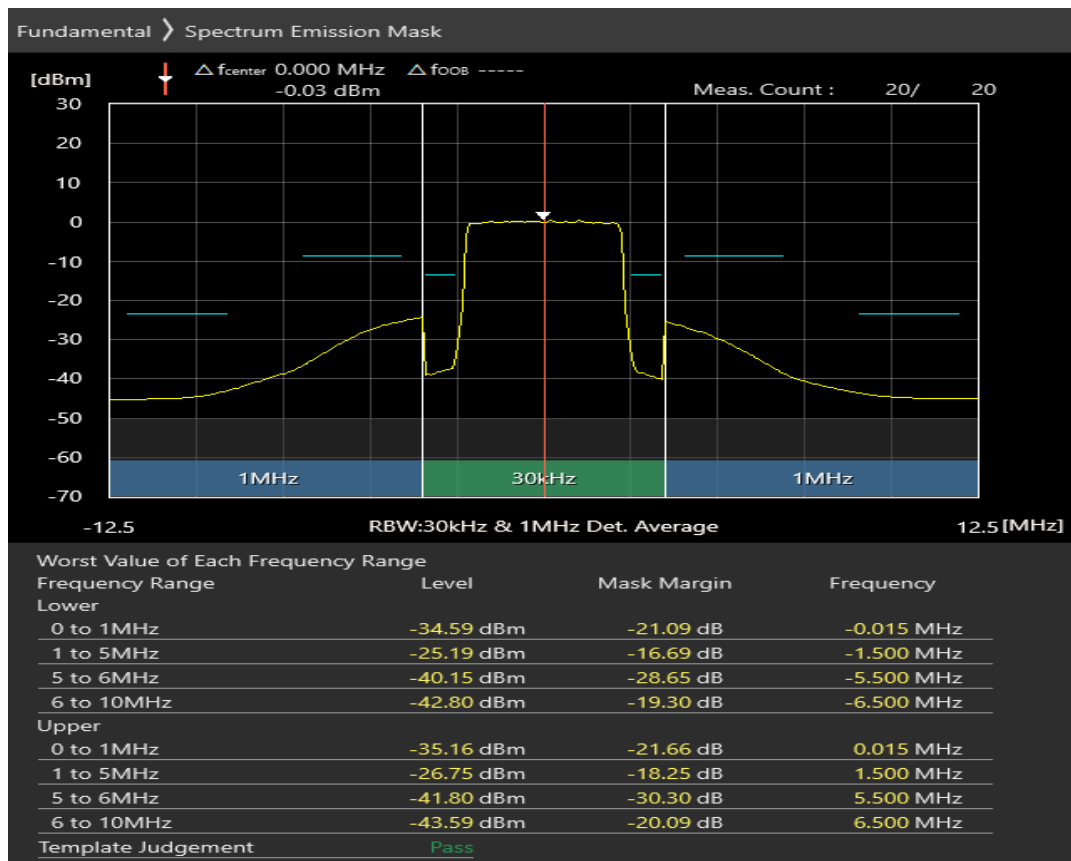 Fundamental ❯ Spectrum Emission Mask
[dBm] △ fcenter 0.000 MHz △ fOOB -----
-0.03 dBm Meas. Count : 20/ 20
30
20
10
0
-10
-20
-30
-40
-50
-60
1MHz 30kHz 1MHz
-70
-12.5 RBW:30kHz & 1MHz Det. Average 12.5 [MHz]
Worst Value of Each Frequency Range
Frequency Range Level Mask Margin Frequency
Lower
0 to 1MHz -34.59 dBm -21.09 dB -0.015 MHz
1 to 5MHz -25.19 dBm -16.69 dB -1.500 MHz
5 to 6MHz -40.15 dBm -28.65 dB -5.500 MHz
6 to 10MHz -42.80 dBm -19.30 dB -6.500 MHz
Upper
0 to 1MHz -35.16 dBm -21.66 dB 0.015 MHz
1 to 5MHz -26.75 dBm -18.25 dB 1.500 MHz
5 to 6MHz -41.80 dBm -30.30 dB 5.500 MHz
6 to 10MHz -43.59 dBm -20.09 dB 6.500 MHz
Template Judgement Pass